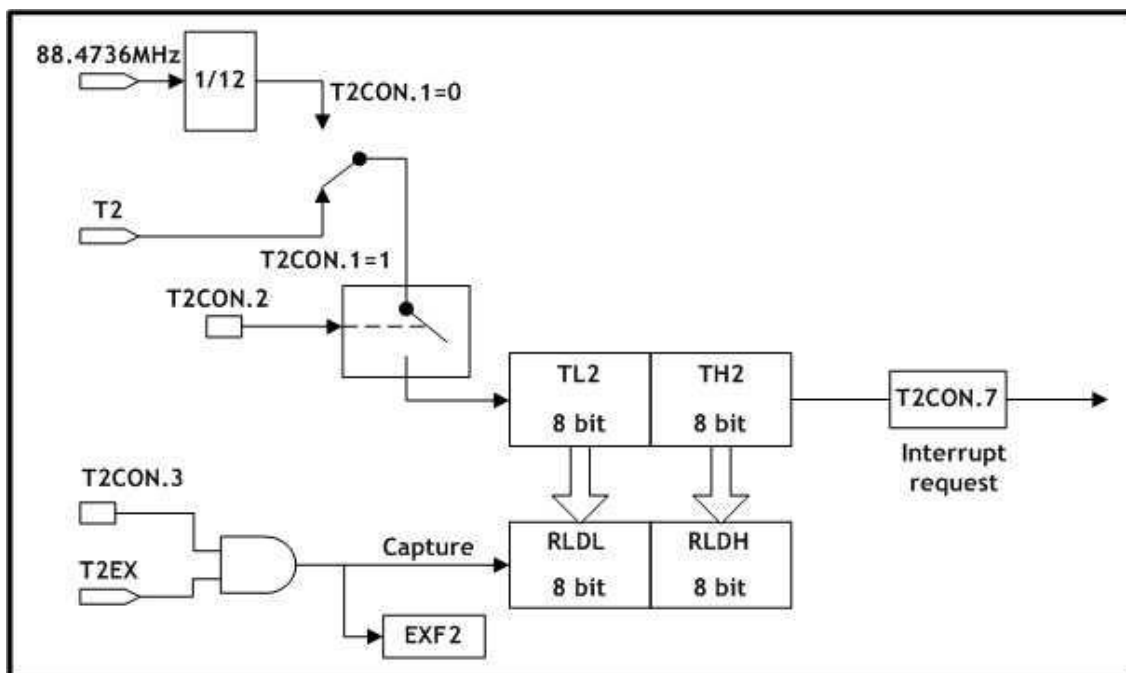 88.4736MHz
1/12
T2CON.1=0
T2
T2CON.1=1
T2CON.2
TL2
8 bit
TH2
8 bit
T2CON.7
Interrupt
request
T2CON.3
T2EX
Capture
RLDL
8 bit
RLDH
8 bit
EXF2